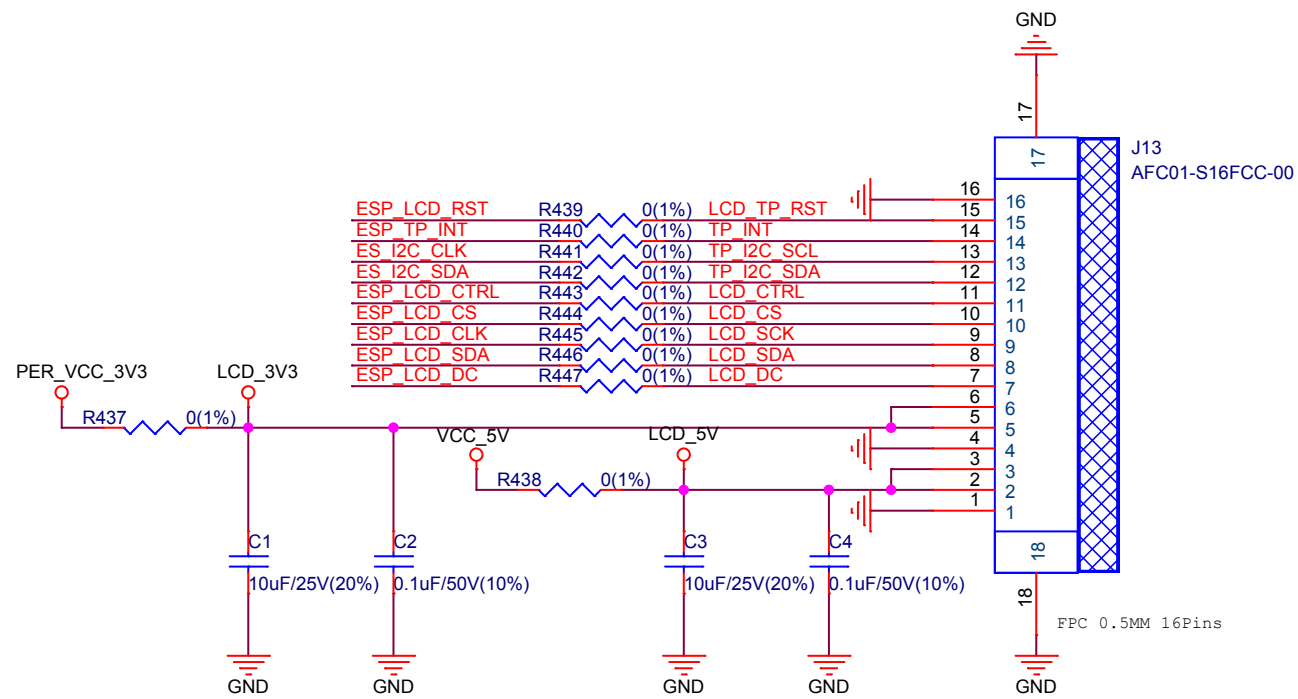 GND
17
17
J13
AFC01-S16FCC-00
16 16
ESP_LCD_RST R439 0(1%) LCD_TP_RST 15 15
ESP_TP_INT R440 0(1%) TP_INT 14 14
ES_I2C_CLK R441 0(1%) TP_I2C_SCL 13 13
ES_I2C_SDA R442 0(1%) TP_I2C_SDA 12 12
ESP_LCD_CTRL R443 0(1%) LCD_CTRL 11 11
ESP_LCD_CS R444 0(1%) LCD_CS 10 10
ESP_LCD_CLK R445 0(1%) LCD_SCK 9 9
ESP_LCD_SDA R446 0(1%) LCD_SDA 8 8
ESP_LCD_DC R447 0(1%) LCD_DC 7 7
PER_VCC_3V3 LCD_3V3
6 6
R437 0(1%)
5 5
VCC_5V LCD_5V
4 4
3 3
R438 0(1%)
2 2
1 1
C1 C2 C3 C4
18
10uF/25V(20%) 0.1uF/50V(10%) 10uF/25V(20%) 0.1uF/50V(10%)
18
FPC 0.5MM 16Pins
GND GND GND GND GND